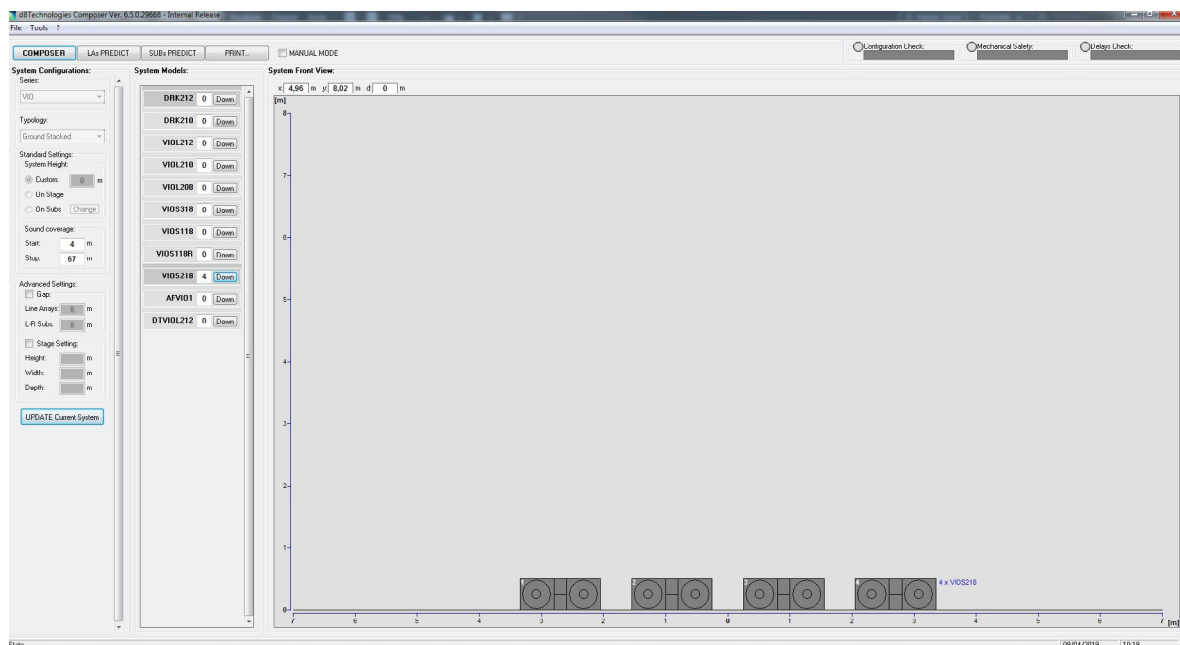 dBTechnologies Composer Ver. 6.5.0.29668 - Internal Release
File Tools ?
COMPOSER LAs PREDICT SUBs PREDICT PRINT.. MANUAL MODE Configuration Check: Mechanical Safety: Delays Check:
System Configurations: System Models: System Front View:
Series:
VIO
Typology:
Ground Stacked
Standard Settings:
System Height:
Custom: 0 m
On Stage
On Subs Change
Sound coverage:
Start: 4 m
Stop: 67 m
Advanced Settings:
Gap:
Line Arrays: m
L-R Subs: m
Stage Setting:
Height: m
Width: m
Depth: m
UPDATE Current System
DRK212 0 Down
DRK210 0 Down
VIOL212 0 Down
VIOL210 0 Down
VIOL208 0 Down
VIOS318 0 Down
VIOS118 0 Down
VIOS118R 0 Down
VIOS218 4 Down
AFVIO1 0 Down
DTVIOL212 0 Down
x: 4,96 m y: 8,02 m d: 0 m
[m]
8
7
6
5
4
3
2
1
0
1 2 3 4 4 x VIOS218
7 6 5 4 3 2 1 0 1 2 3 4 5 6 7 [m]
State
09/04/2019 10:19